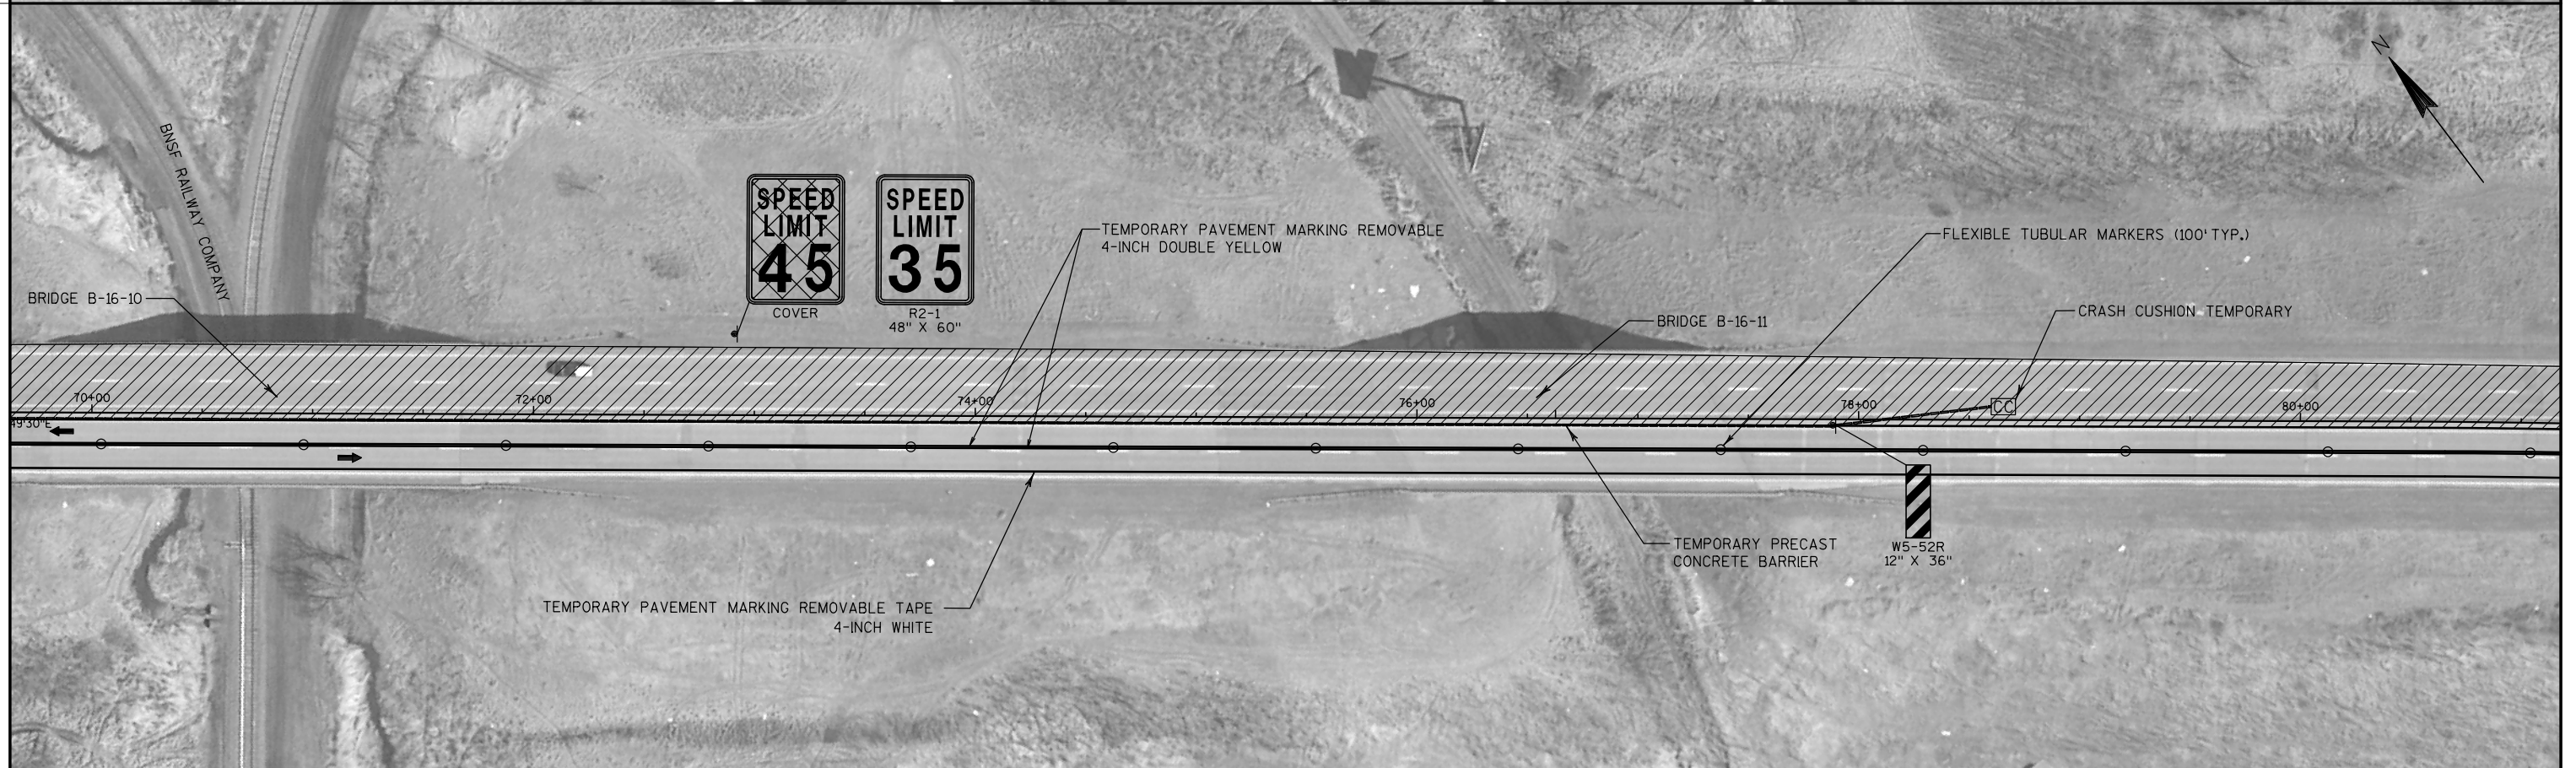 N
BNSF RAILWAY COMPANY
SPEED
LIMIT
45
COVER
SPEED
LIMIT
35
R2-1
48" X 60"
TEMPORARY PAVEMENT MARKING REMOVABLE
4-INCH DOUBLE YELLOW
FLEXIBLE TUBULAR MARKERS (100' TYP.)
BRIDGE B-16-10
BRIDGE B-16-11
CRASH CUSHION TEMPORARY
70+00
72+00
74+00
76+00
78+00
CC
80+00
49'30"E
TEMPORARY PRECAST
CONCRETE BARRIER
W5-52R
12" X 36"
TEMPORARY PAVEMENT MARKING REMOVABLE TAPE
4-INCH WHITE